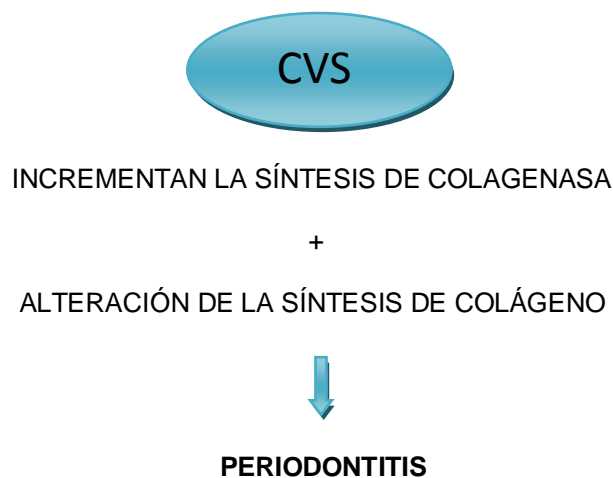 CVS
INCREMENTAN LA SÍNTESIS DE COLAGENASA
+
ALTERACIÓN DE LA SÍNTESIS DE COLÁGENO
PERIODONTITIS